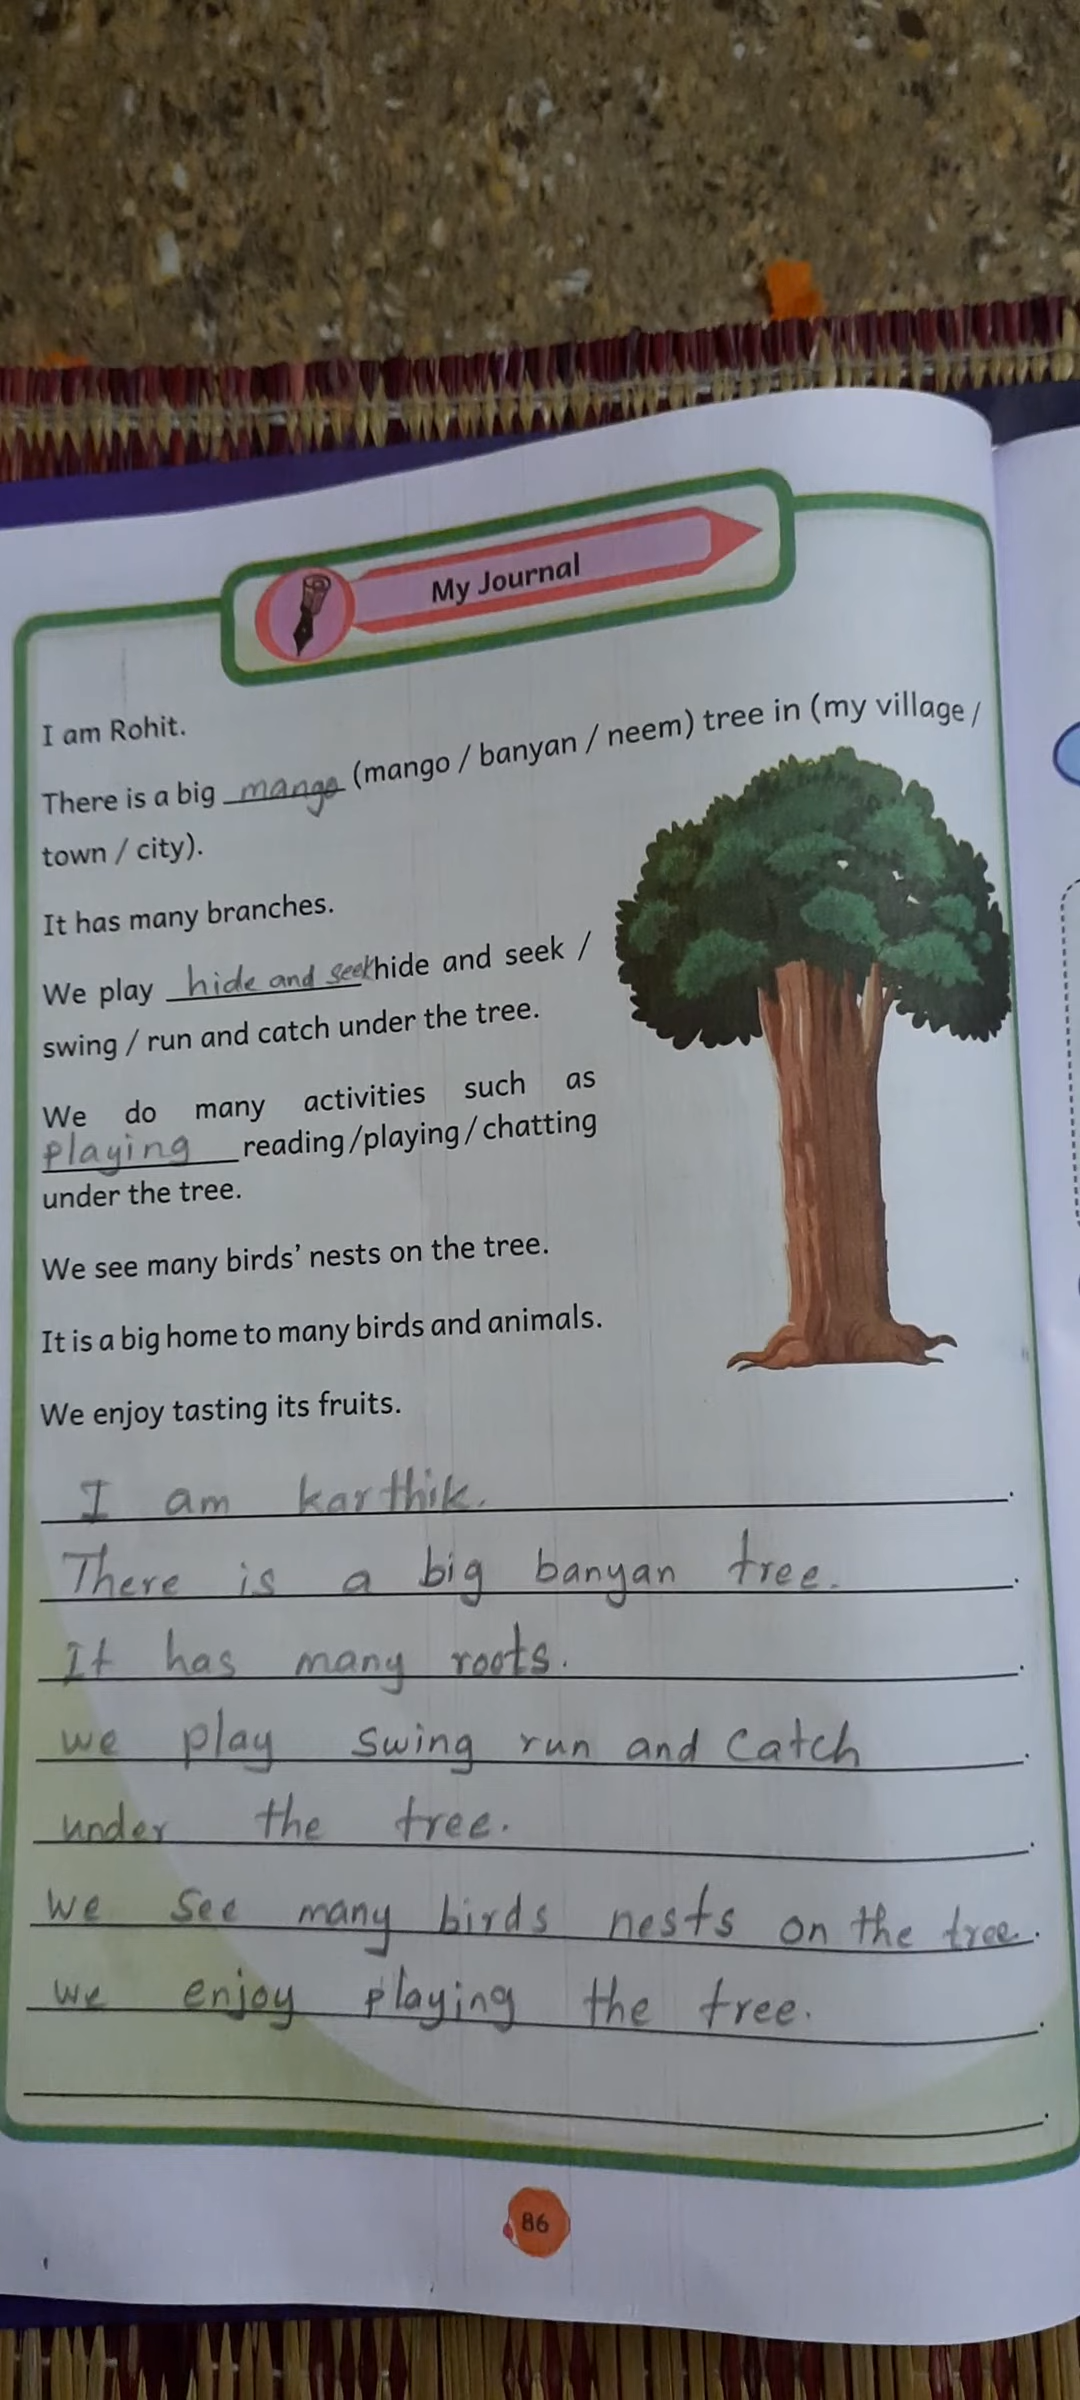 My Journal
I am Rohit.
There is a big mango (mango / banyan / neem) tree in (my village /
town / city).
It has many branches.
We play hide and seek hide and seek /
swing / run and catch under the tree.
We do many activities such as
playing reading/playing/chatting
under the tree.
We see many birds' nests on the tree.
It is a big home to many birds and animals.
We enjoy tasting its fruits.
I am karthik. .
There is a big banyan tree. .
It has many roots. .
we play swing run and catch .
under the tree. .
we see many birds nests on the tree. .
we enjoy playing the tree. .
.
86